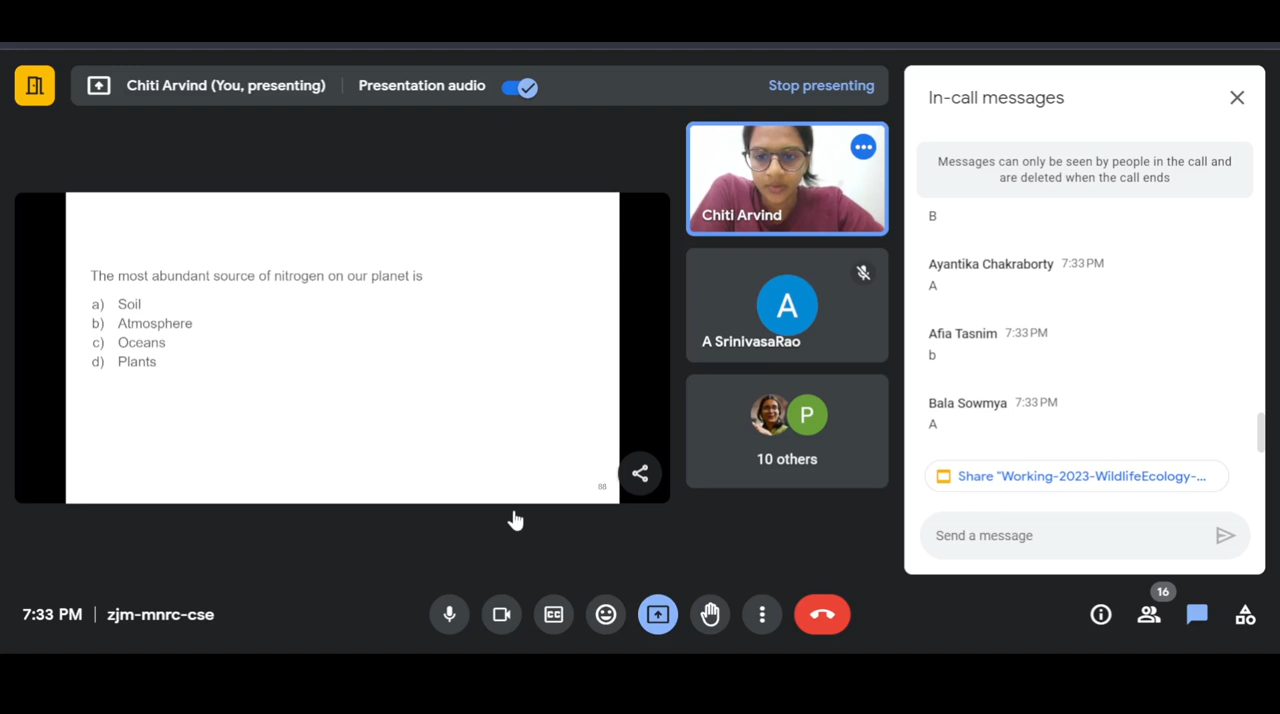 Chiti Arvind (You, presenting)
Presentation audio
Stop presenting
The most abundant source of nitrogen on our planet is
a) Soil
b) Atmosphere
c) Oceans
d) Plants
88
Chiti Arvind
A
A SrinivasaRao
P
10 others
In-call messages
Messages can only be seen by people in the call and
are deleted when the call ends
B
Ayantika Chakraborty 7:33 PM
A
Afia Tasnim 7:33 PM
b
Bala Sowmya 7:33 PM
A
Share "Working-2023-WildlifeEcology-...
Send a message
7:33 PM | zjm-mnrc-cse
CC
16